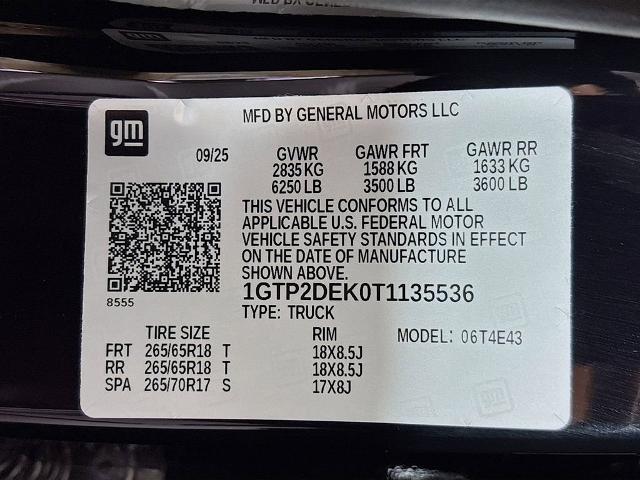 gm
MFD BY GENERAL MOTORS LLC
09/25 GVWR GAWR FRT GAWR RR
2835 KG 1588 KG 1633 KG
6250 LB 3500 LB 3600 LB
THIS VEHICLE CONFORMS TO ALL
APPLICABLE U.S. FEDERAL MOTOR
VEHICLE SAFETY STANDARDS IN EFFECT
ON THE DATE OF MANUFACTURE
SHOWN ABOVE.
8555
1GTP2DEK0T1135536
TYPE: TRUCK
TIRE SIZE RIM MODEL: 06T4E43
FRT 265/65R18 T 18X8.5J
RR 265/65R18 T 18X8.5J
SPA 265/70R17 S 17X8J